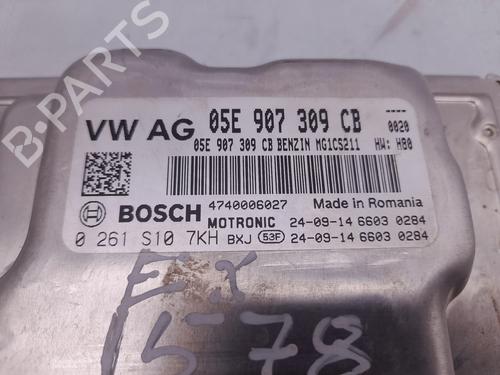 VW AG 05E 907 309 CB ---- 0020
05E 907 309 CB BENZIN MG1CS211 HW: H80
4740006027 Made in Romania
BOSCH MOTRONIC 24-09-14 6603 0284
0 261 S10 7KH BXJ 53F 24-09-14 6603 0284
578
B-PARTS